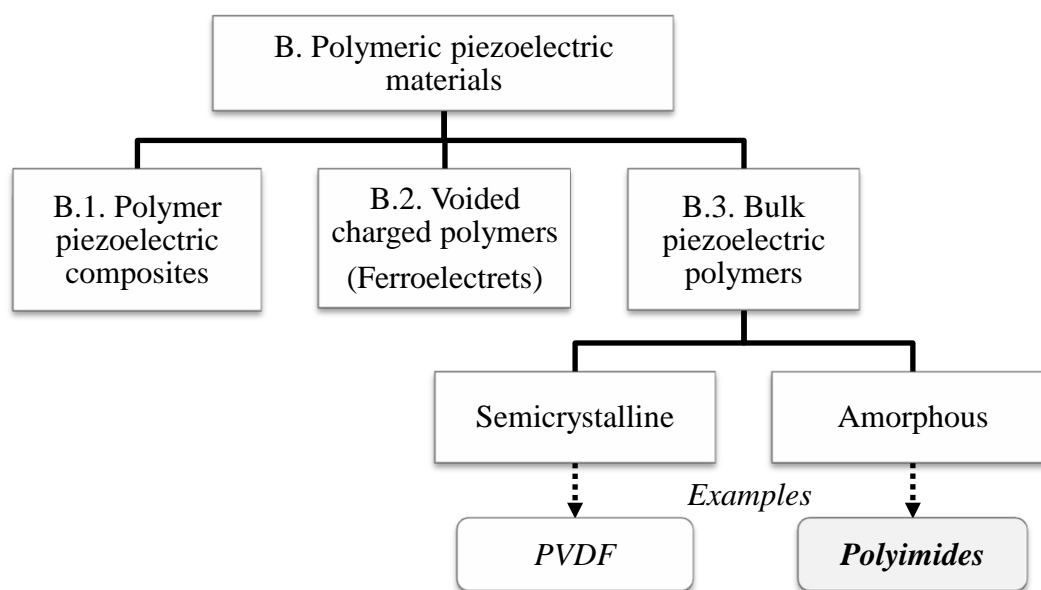 B. Polymeric piezoelectric
materials
B.1. Polymer
piezoelectric
composites
B.2. Voided
charged polymers
(Ferroelectrets)
B.3. Bulk
piezoelectric
polymers
Semicrystalline
Amorphous
Examples
PVDF
Polyimides